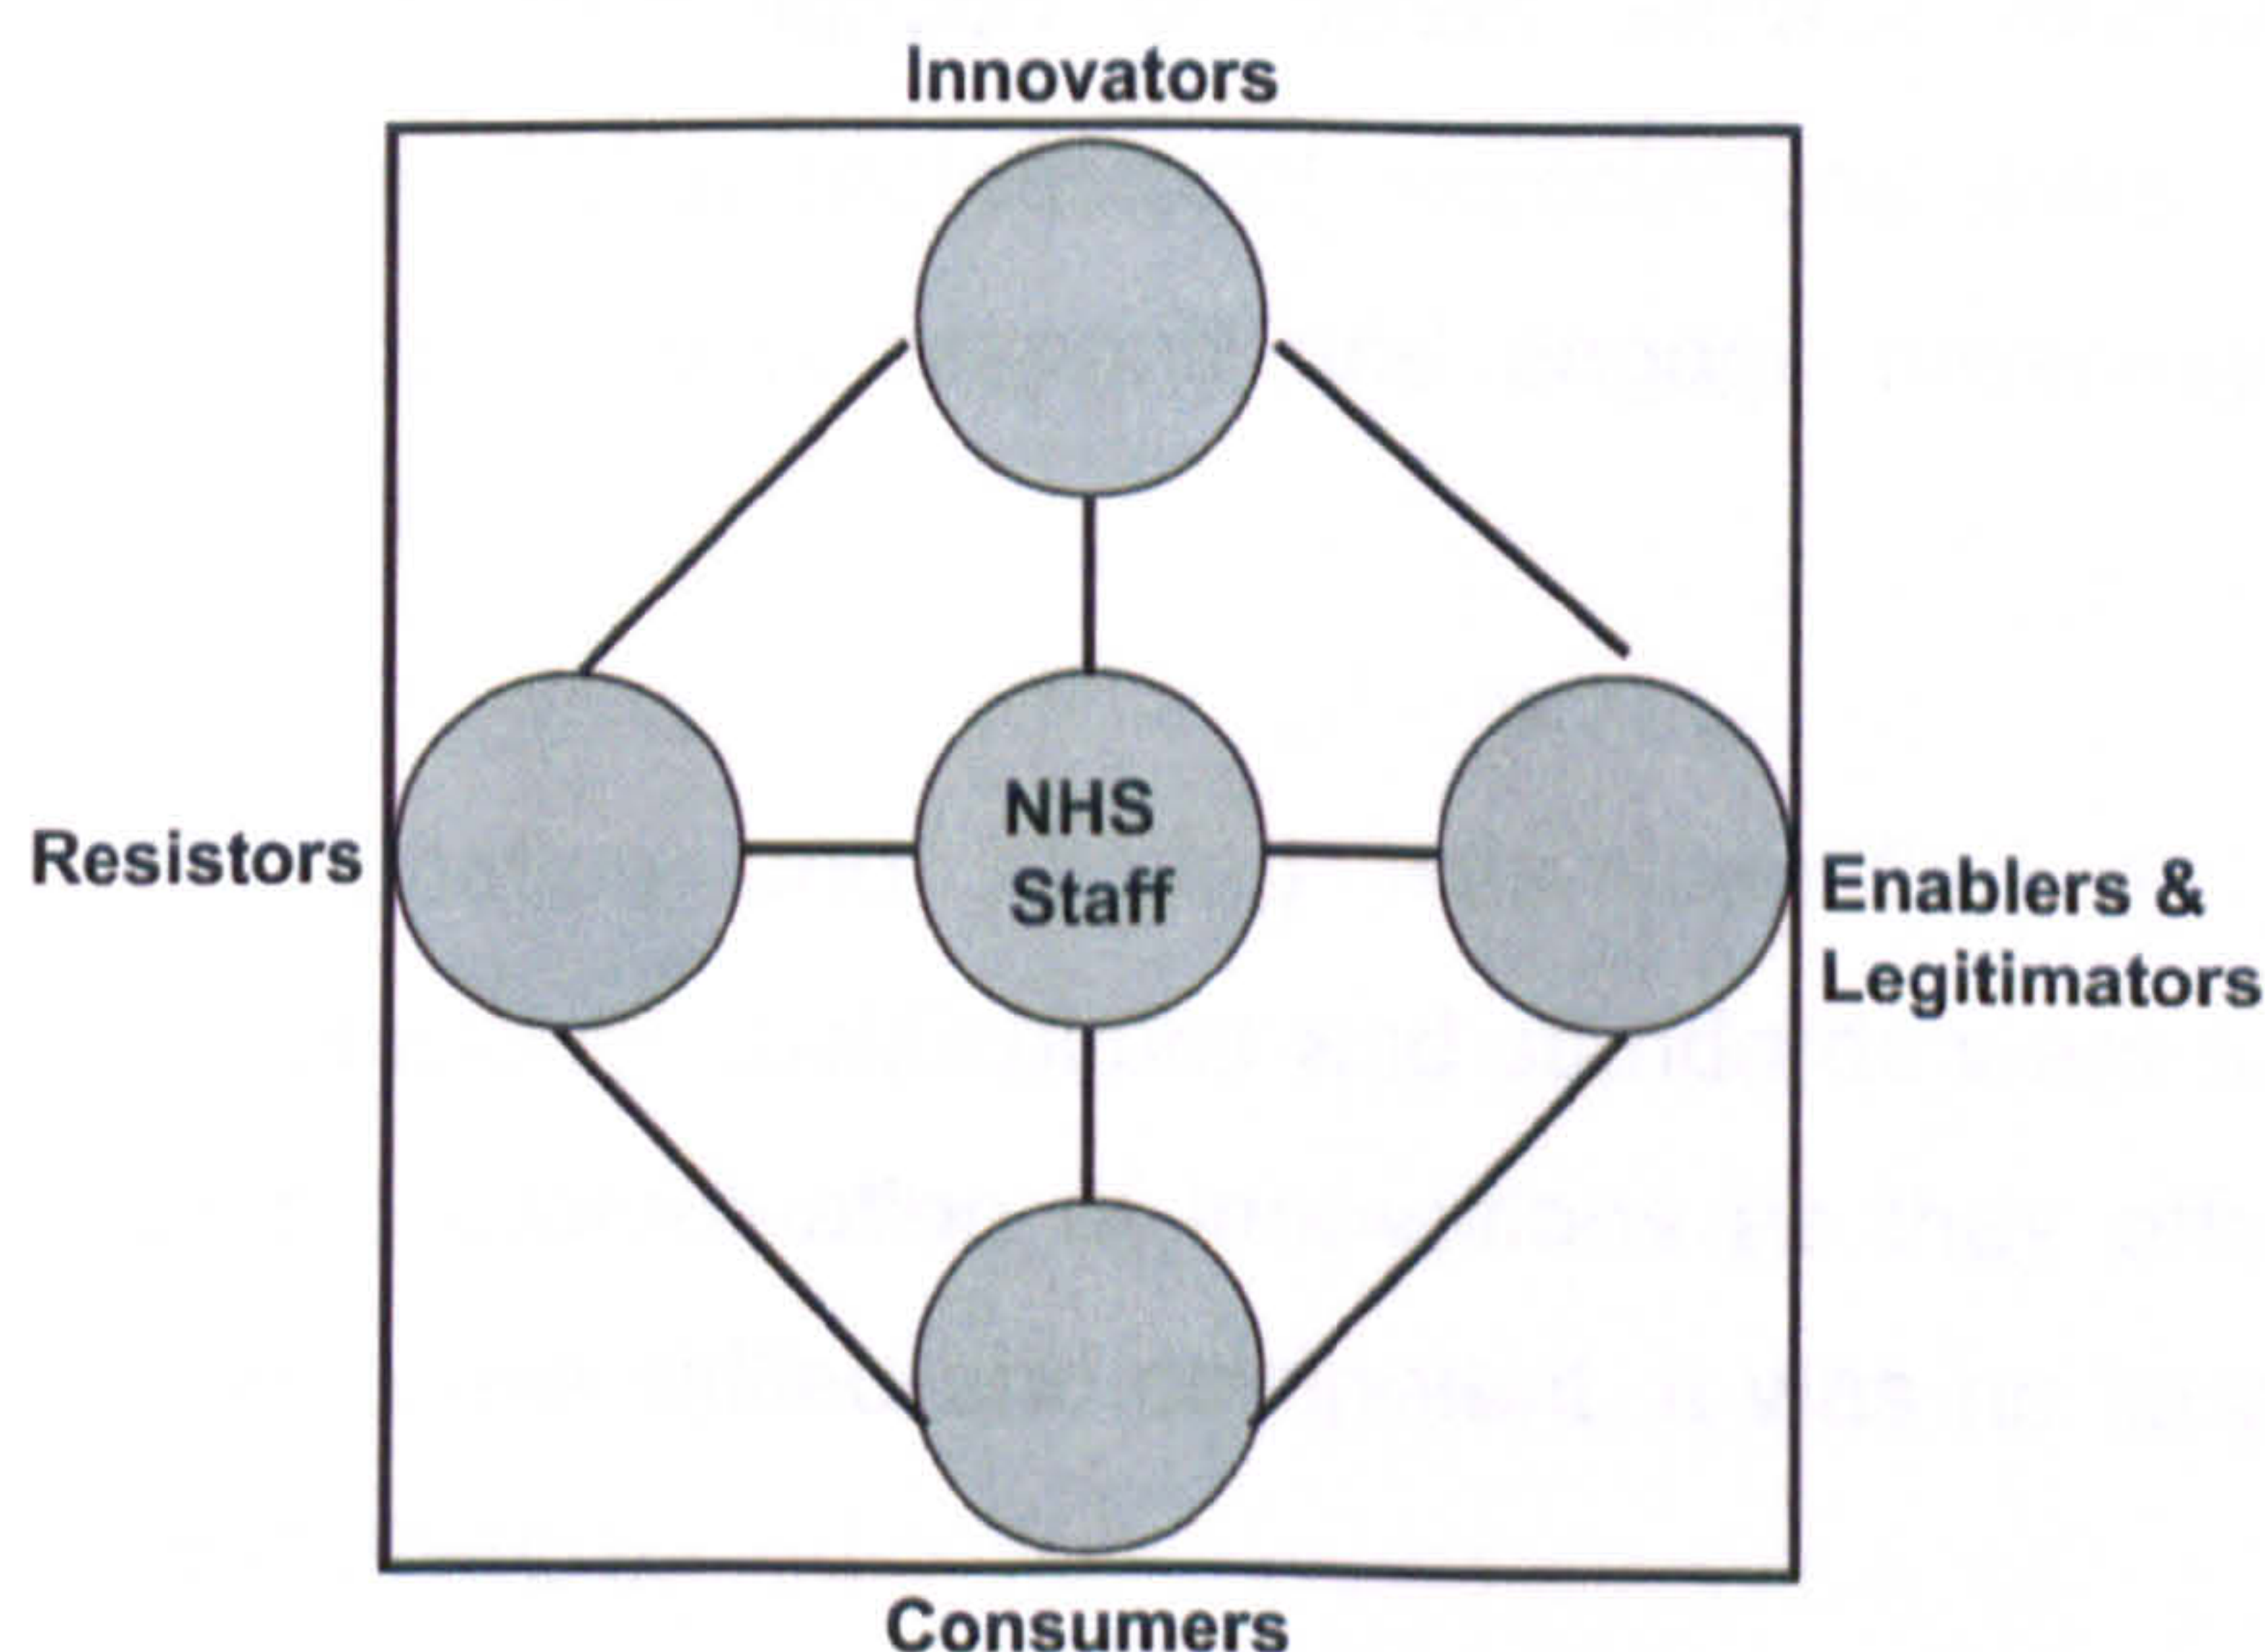 Innovators
Resistors
NHS
Staff
Enablers &
Legitimators
Consumers